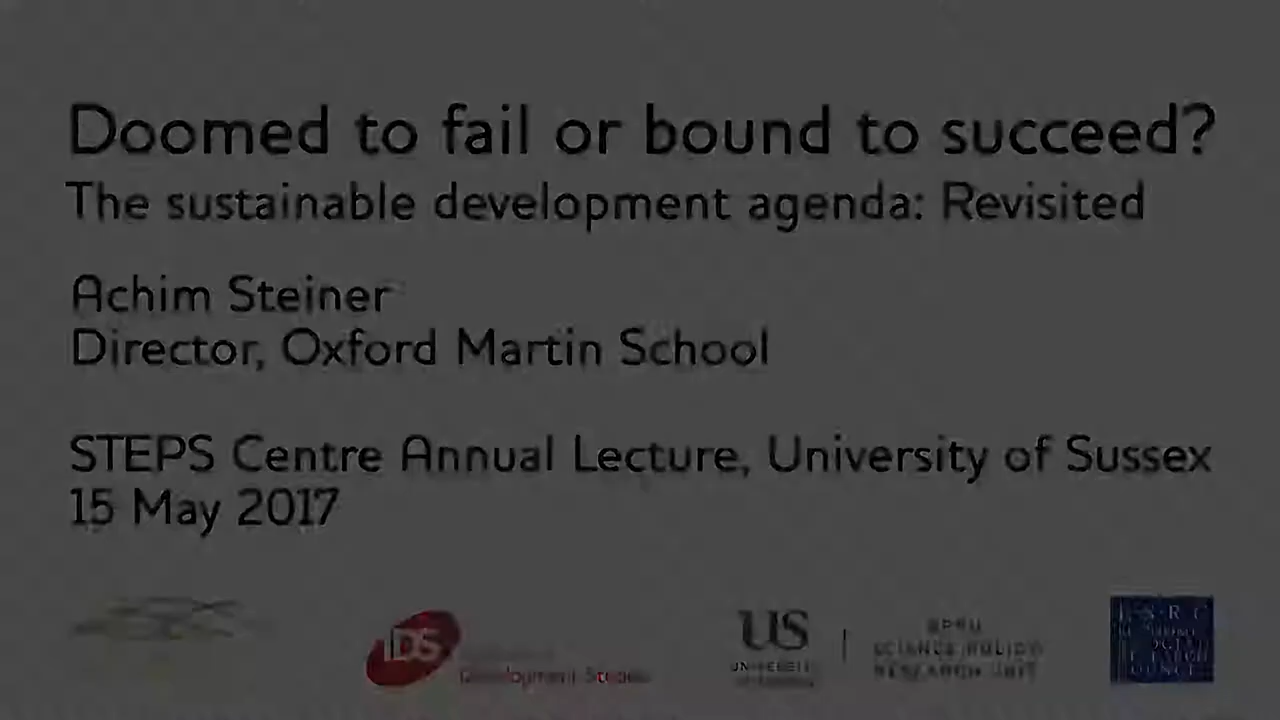 Doomed to fail or bound to succeed?
The sustainable development agenda: Revisited
Achim Steiner
Director, Oxford Martin School
STEPS Centre Annual Lecture, University of Sussex
15 May 2017
IDS
Development Studies
US
UNIVERSITY
SPRU
SCIENCE POLICY
RESEARCH UNIT
E·S·R·C